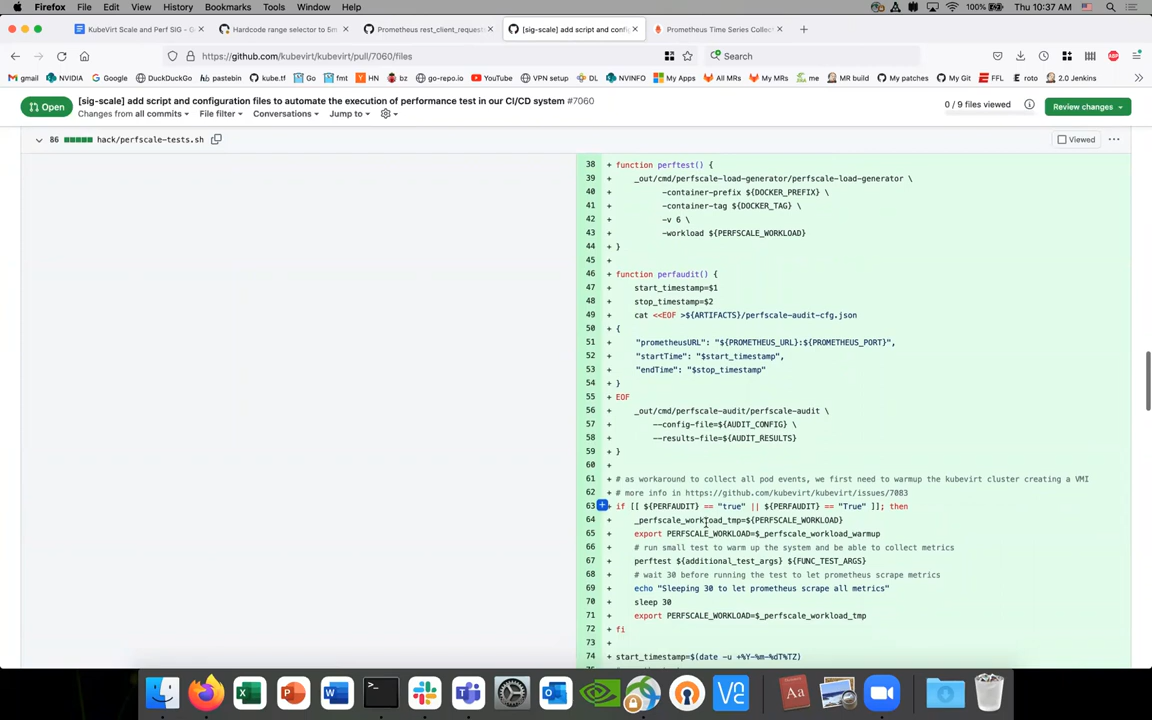 Firefox File Edit View History Bookmarks Tools Window Help 100% Thu 10:37 AM
KubeVirt Scale and Perf SIG - G
Hardcode range selector to 5m
Prometheus rest_client_request
[sig-scale] add script and confi
Prometheus Time Series Collect
https://github.com/kubevirt/kubevirt/pull/7060/files
Search
gmail NVIDIA Google DuckDuckGo pastebin kube.tf Go fmt HN bz go-repo.io YouTube VPN setup DL NVINFO My Apps All MRs My MRs me MR build My patches My Git FFL roto 2.0 Jenkins
Open
[sig-scale] add script and configuration files to automate the execution of performance test in our CI/CD system #7060
Changes from all commits File filter Conversations Jump to
0 / 9 files viewed
Review changes
86 hack/perfscale-tests.sh
Viewed
38 + function perftest() {
39 + _out/cmd/perfscale-load-generator/perfscale-load-generator \
40 + -container-prefix ${DOCKER_PREFIX} \
41 + -container-tag ${DOCKER_TAG} \
42 + -v 6 \
43 + -workload ${PERFSCALE_WORKLOAD}
44 + }
45 +
46 + function perfaudit() {
47 + start_timestamp=$1
48 + stop_timestamp=$2
49 + cat <<EOF >${ARTIFACTS}/perfscale-audit-cfg.json
50 + {
51 + "prometheusURL": "${PROMETHEUS_URL}:${PROMETHEUS_PORT}",
52 + "startTime": "$start_timestamp",
53 + "endTime": "$stop_timestamp"
54 + }
55 + EOF
56 + _out/cmd/perfscale-audit/perfscale-audit \
57 + --config-file=${AUDIT_CONFIG} \
58 + --results-file=${AUDIT_RESULTS}
59 + }
60 +
61 + # as workaround to collect all pod events, we first need to warmup the kubevirt cluster creating a VMI
62 + # more info in https://github.com/kubevirt/kubevirt/issues/7083
63 + if [[ ${PERFAUDIT} == "true" || ${PERFAUDIT} == "True" ]]; then
64 + _perfscale_workload_tmp=${PERFSCALE_WORKLOAD}
65 + export PERFSCALE_WORKLOAD=$_perfscale_workload_warmup
66 + # run small test to warm up the system and be able to collect metrics
67 + perftest ${additional_test_args} ${FUNC_TEST_ARGS}
68 + # wait 30 before running the test to let prometheus scrape metrics
69 + echo "Sleeping 30 to let prometheus scrape all metrics"
70 + sleep 30
71 + export PERFSCALE_WORKLOAD=$_perfscale_workload_tmp
72 + fi
73 +
74 + start_timestamp=$(date -u +%Y-%m-%dT%TZ)